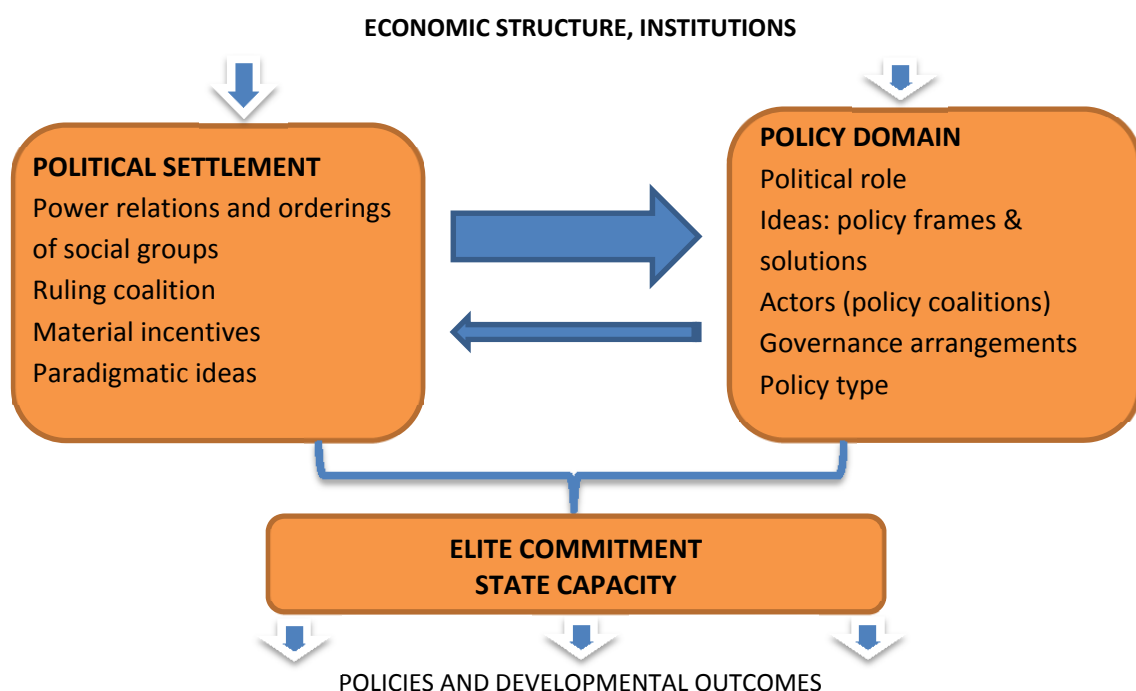 ECONOMIC STRUCTURE, INSTITUTIONS
POLITICAL SETTLEMENT
Power relations and orderings
of social groups
Ruling coalition
Material incentives
Paradigmatic ideas
POLICY DOMAIN
Political role
Ideas: policy frames &
solutions
Actors (policy coalitions)
Governance arrangements
Policy type
ELITE COMMITMENT
STATE CAPACITY
POLICIES AND DEVELOPMENTAL OUTCOMES